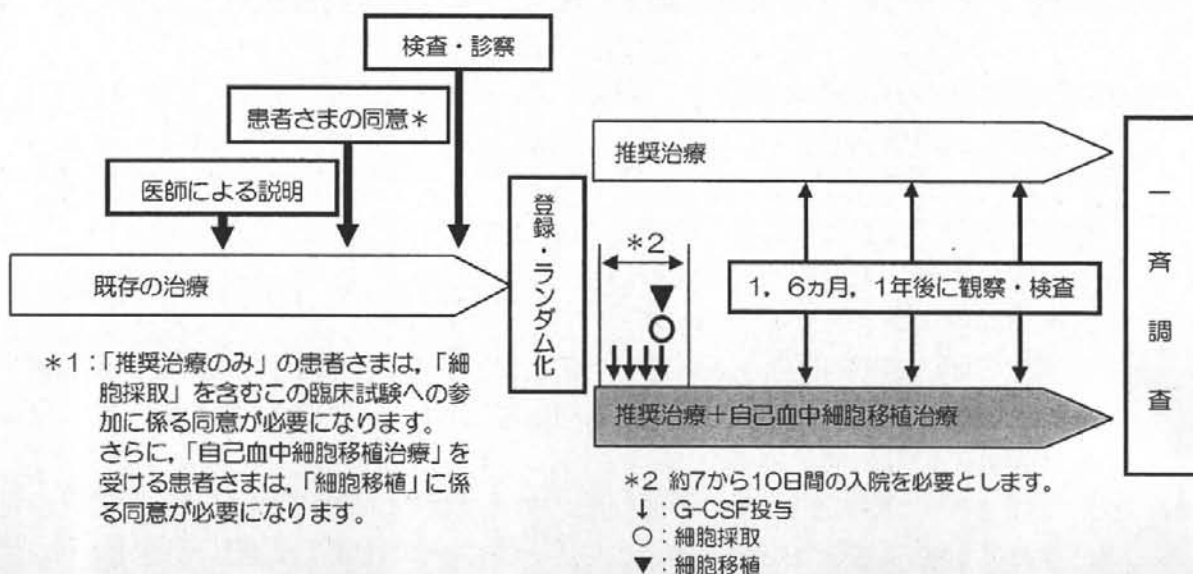 検査・診察
患者さまの同意*
医師による説明
既存の治療
登録・ランダム化
推奨治療
*2
1，6ヵ月，1年後に観察・検査
推奨治療＋自己血中細胞移植治療
一斉調査
*1：「推奨治療のみ」の患者さまは，「細
胞採取」を含むこの臨床試験への参
加に係る同意が必要になります。
さらに，「自己血中細胞移植治療」を
受ける患者さまは，「細胞移植」に係
る同意が必要になります。
*2 約7から10日間の入院を必要とします。
↓：G-CSF投与
○：細胞採取
▼：細胞移植